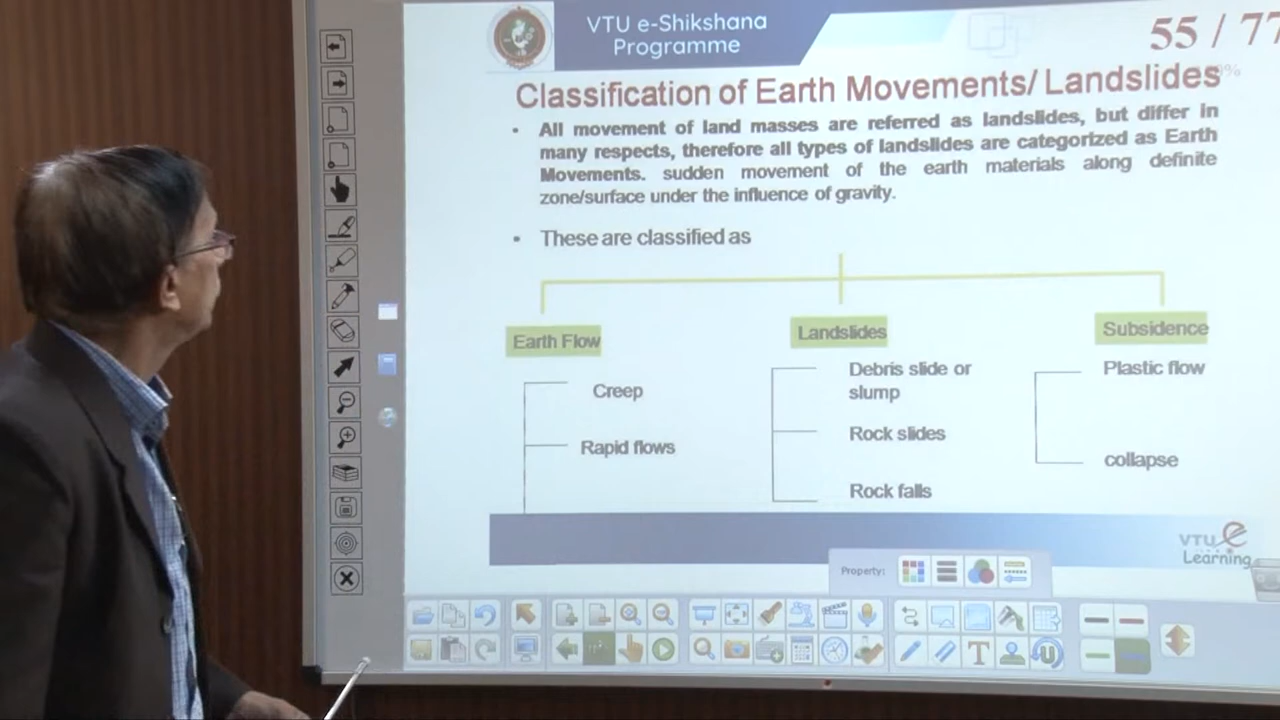 VTU e-Shikshana
Programme
55 / 77
Classification of Earth Movements/ Landslides
• All movement of land masses are referred as landslides, but differ in
many respects, therefore all types of landslides are categorized as Earth
Movements. sudden movement of the earth materials along definite
zone/surface under the influence of gravity.
• These are classified as
Earth Flow
Landslides
Subsidence
Creep
Rapid flows
Debris slide or
slump
Rock slides
Rock falls
Plastic flow
collapse
VTU e
Learning
Property: